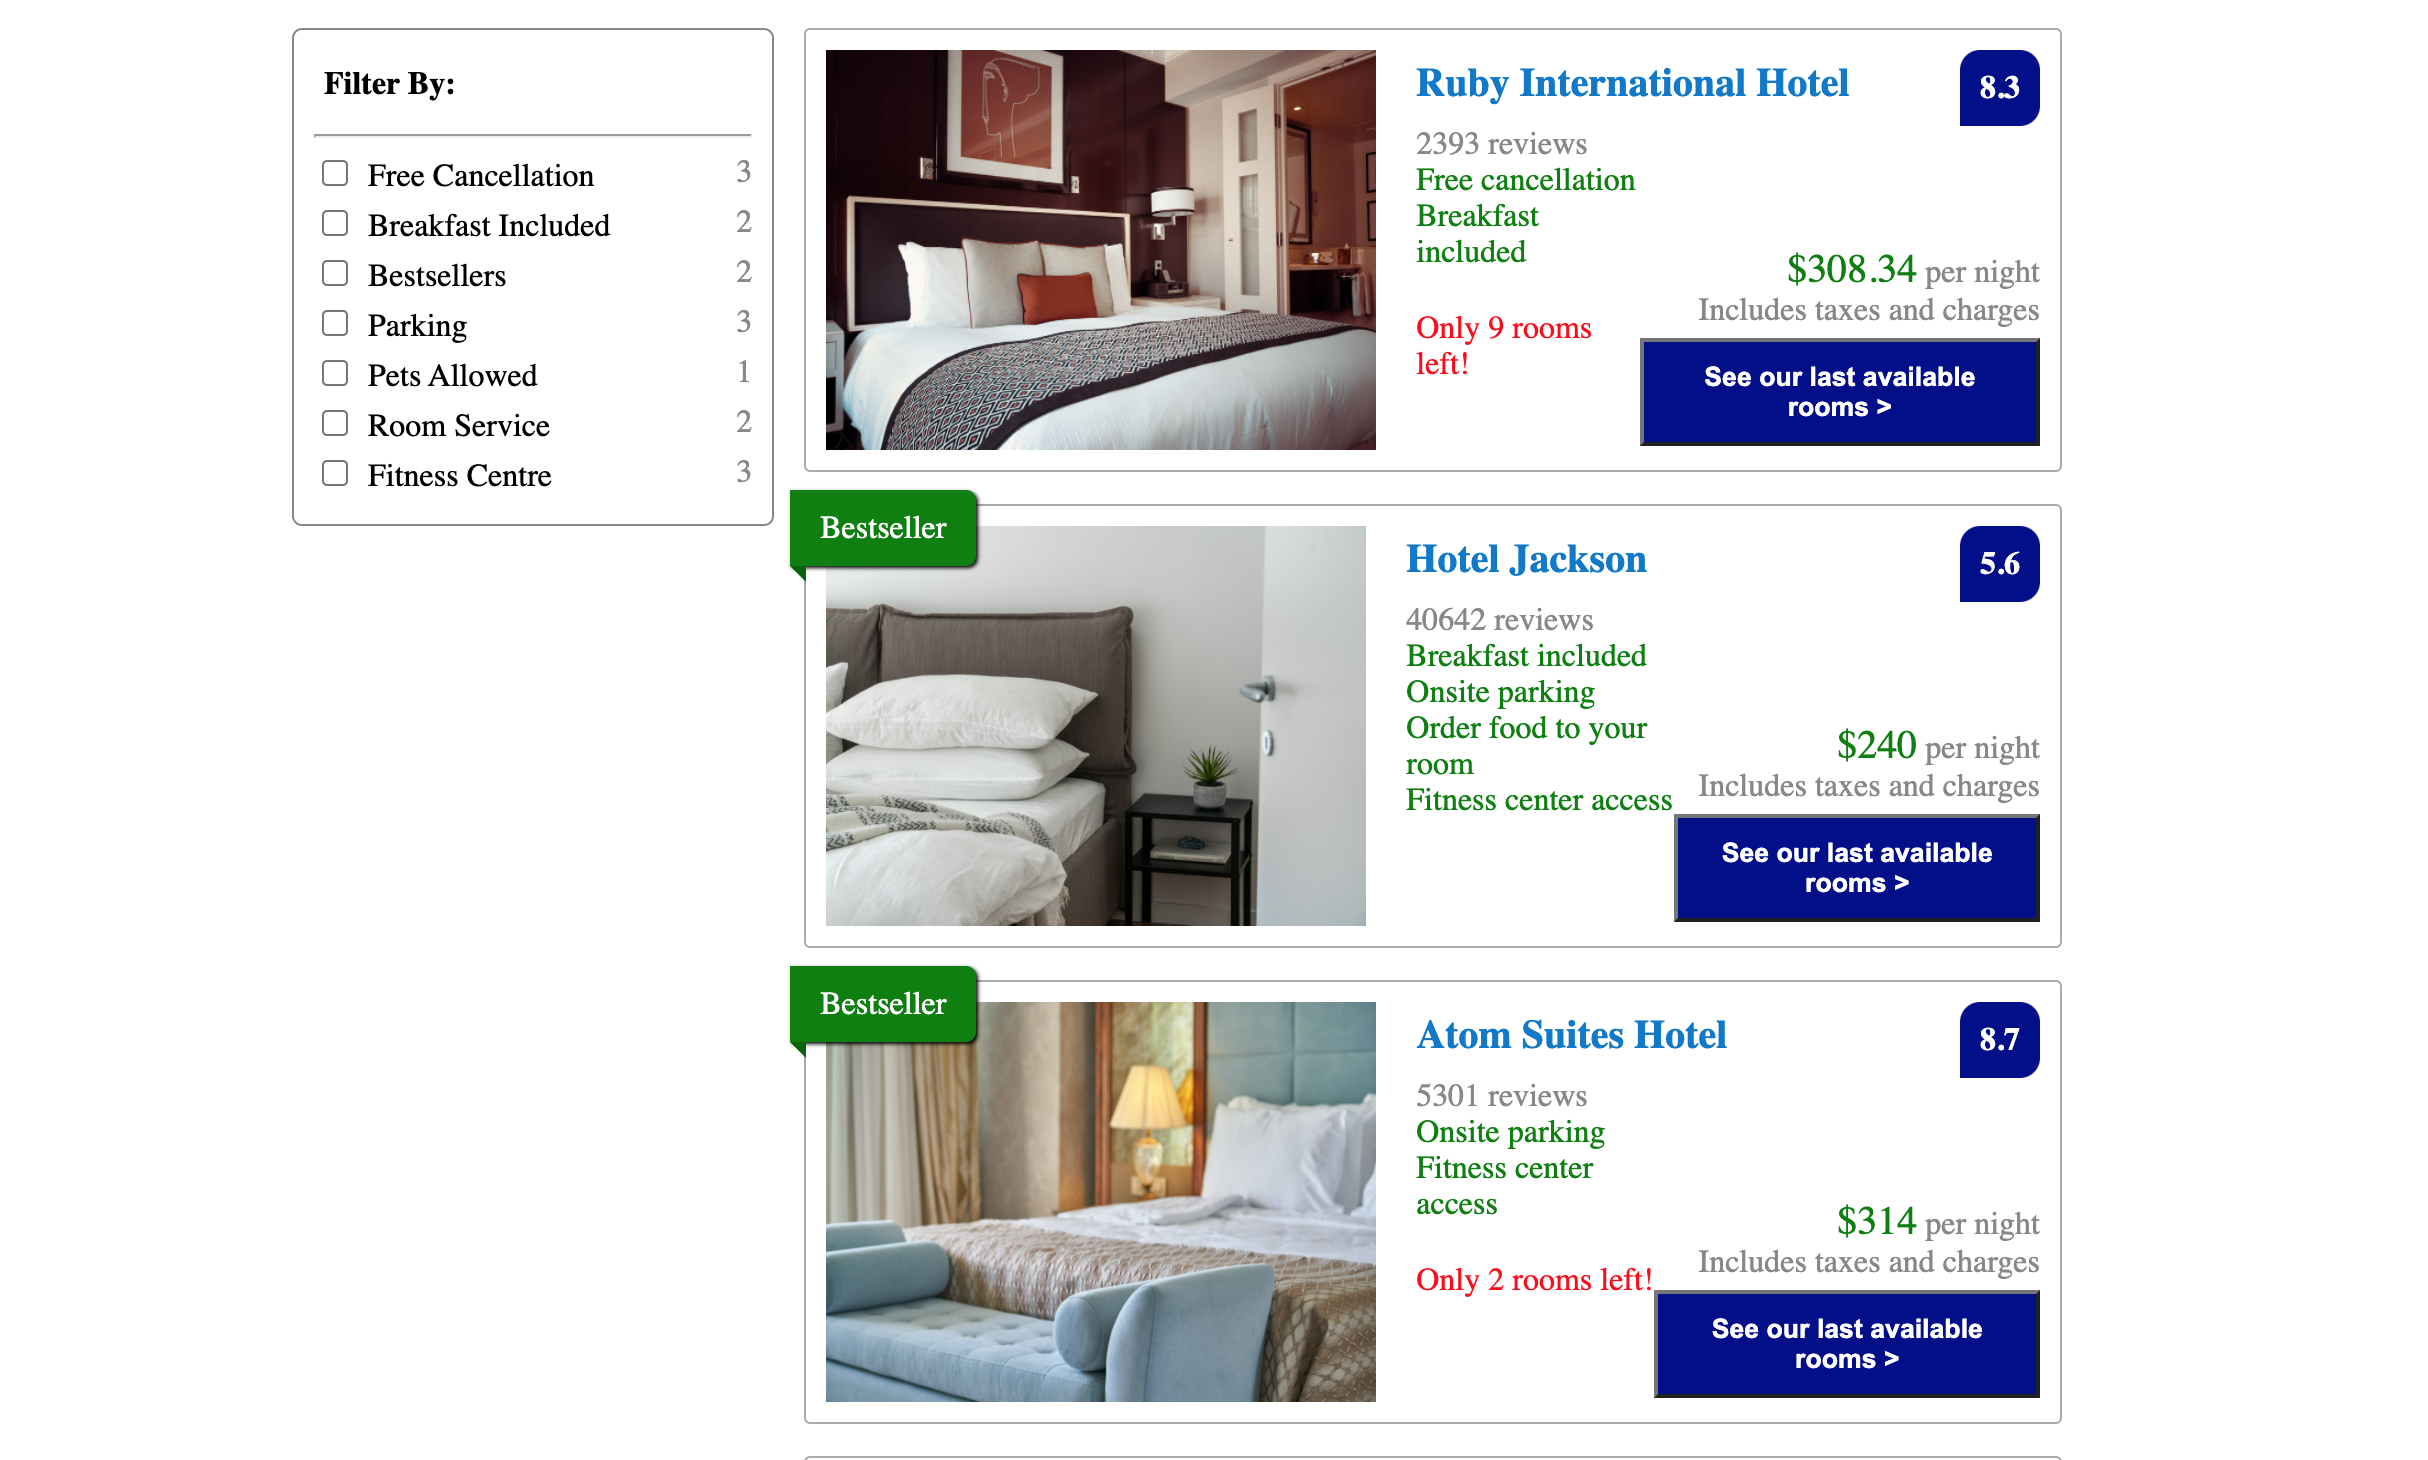 Filter By:
Free Cancellation 3
Breakfast Included 2
Bestsellers 2
Parking 3
Pets Allowed 1
Room Service 2
Fitness Centre 3
Ruby International Hotel
8.3
2393 reviews
Free cancellation
Breakfast
included
Only 9 rooms
left!
$308.34 per night
Includes taxes and charges
See our last available
rooms >
Bestseller
Hotel Jackson
5.6
40642 reviews
Breakfast included
Onsite parking
Order food to your
room
Fitness center access
$240 per night
Includes taxes and charges
See our last available
rooms >
Bestseller
Atom Suites Hotel
8.7
5301 reviews
Onsite parking
Fitness center
access
Only 2 rooms left!
$314 per night
Includes taxes and charges
See our last available
rooms >